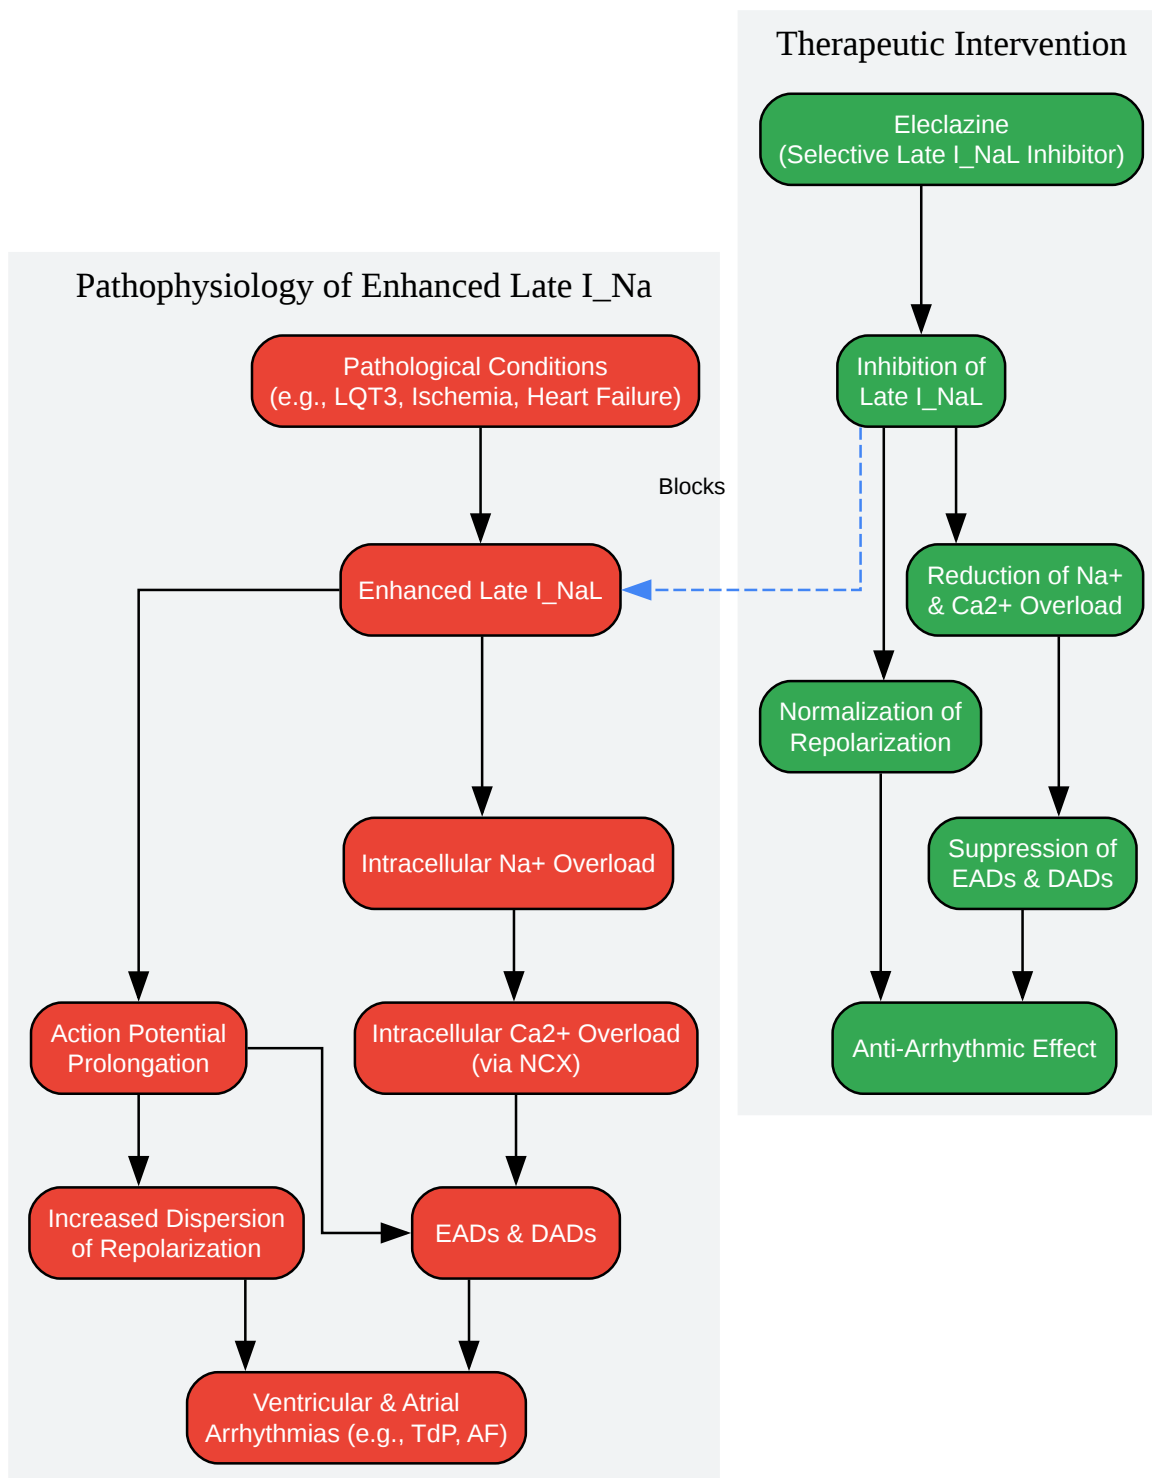 Therapeutic Intervention
Eleclazine
(Selective Late I_NaL Inhibitor)
Pathophysiology of Enhanced Late I_Na
Pathological Conditions
(e.g., LQT3, Ischemia, Heart Failure)
Inhibition of
Late I_NaL
Blocks
Enhanced Late I_NaL
Reduction of Na+
& Ca2+ Overload
Normalization of
Repolarization
Intracellular Na+ Overload
Suppression of
EADs & DADs
Action Potential
Prolongation
Intracellular Ca2+ Overload
(via NCX)
Anti-Arrhythmic Effect
Increased Dispersion
of Repolarization
EADs & DADs
Ventricular & Atrial
Arrhythmias (e.g., TdP, AF)